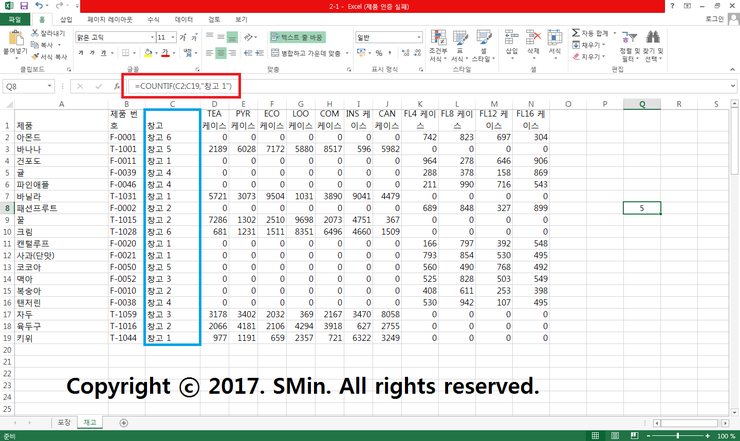 2-1 - Excel (제품 인증 실패)
파일 홈 삽입 페이지 레이아웃 수식 데이터 검토 보기 로그인
잘라내기
복사
서식 복사
붙여넣기
클립보드
맑은 고딕 11
가 가 가
글꼴
텍스트 줄 바꿈
병합하고 가운데 맞춤
맞춤
일반
표시 형식
조건부 서식
표 서식
셀 스타일
스타일
삽입 삭제 서식
셀
자동 합계
채우기
지우기
정렬 및 필터
찾기 및 선택
편집
Q8 =COUNTIF(C2:C19,"창고 1")
A B C D E F G H I J K L M N O P Q R S
1 제품 제품 번호 창고 TEA 케이스 PYR 케이스 ECO 케이스 LOO 케이스 COM 케이스 INS 케이스 CAN 케이스 FL4 케이스 FL8 케이스 FL12 케이스 FL16 케이스
2 아몬드 F-0001 창고 6 0 0 0 0 0 0 0 742 823 697 304
3 바나나 T-1001 창고 5 2189 6028 7172 5880 8517 596 5982 0 0 0 0
4 건포도 F-0011 창고 1 0 0 0 0 0 0 0 964 278 646 906
5 귤 F-0039 창고 4 0 0 0 0 0 0 0 288 378 158 869
6 파인애플 F-0046 창고 4 0 0 0 0 0 0 0 211 990 716 543
7 바닐라 T-1031 창고 1 5721 3073 9504 1031 3890 9041 4479 0 0 0 0
8 패션프루트 F-0002 창고 2 0 0 0 0 0 0 0 689 848 327 899 5
9 꿀 T-1015 창고 2 7286 1302 2510 9698 2073 4751 367 0 0 0 0
10 크림 T-1028 창고 6 681 1231 1511 8351 6496 4660 1509 0 0 0 0
11 캔털루프 F-0020 창고 1 0 0 0 0 0 0 0 166 797 392 548
12 사과(단맛) F-0021 창고 1 0 0 0 0 0 0 0 793 854 530 495
13 코코아 F-0050 창고 5 0 0 0 0 0 0 0 560 490 768 492
14 맥아 F-0052 창고 3 0 0 0 0 0 0 0 525 828 503 549
15 복숭아 F-0010 창고 2 0 0 0 0 0 0 0 408 611 253 398
16 탠저린 F-0038 창고 4 0 0 0 0 0 0 0 530 942 107 495
17 자두 T-1059 창고 3 3178 3402 2032 369 2167 3470 8058 0 0 0 0
18 육두구 T-1016 창고 2 2066 4181 2106 4294 3918 627 2755 0 0 0 0
19 키위 T-1044 창고 1 977 1191 659 2357 721 6322 3249 0 0 0 0
20
21
22
23
24
25
Copyright ⓒ 2017. SMin. All rights reserved.
포장 재고
준비 100 %